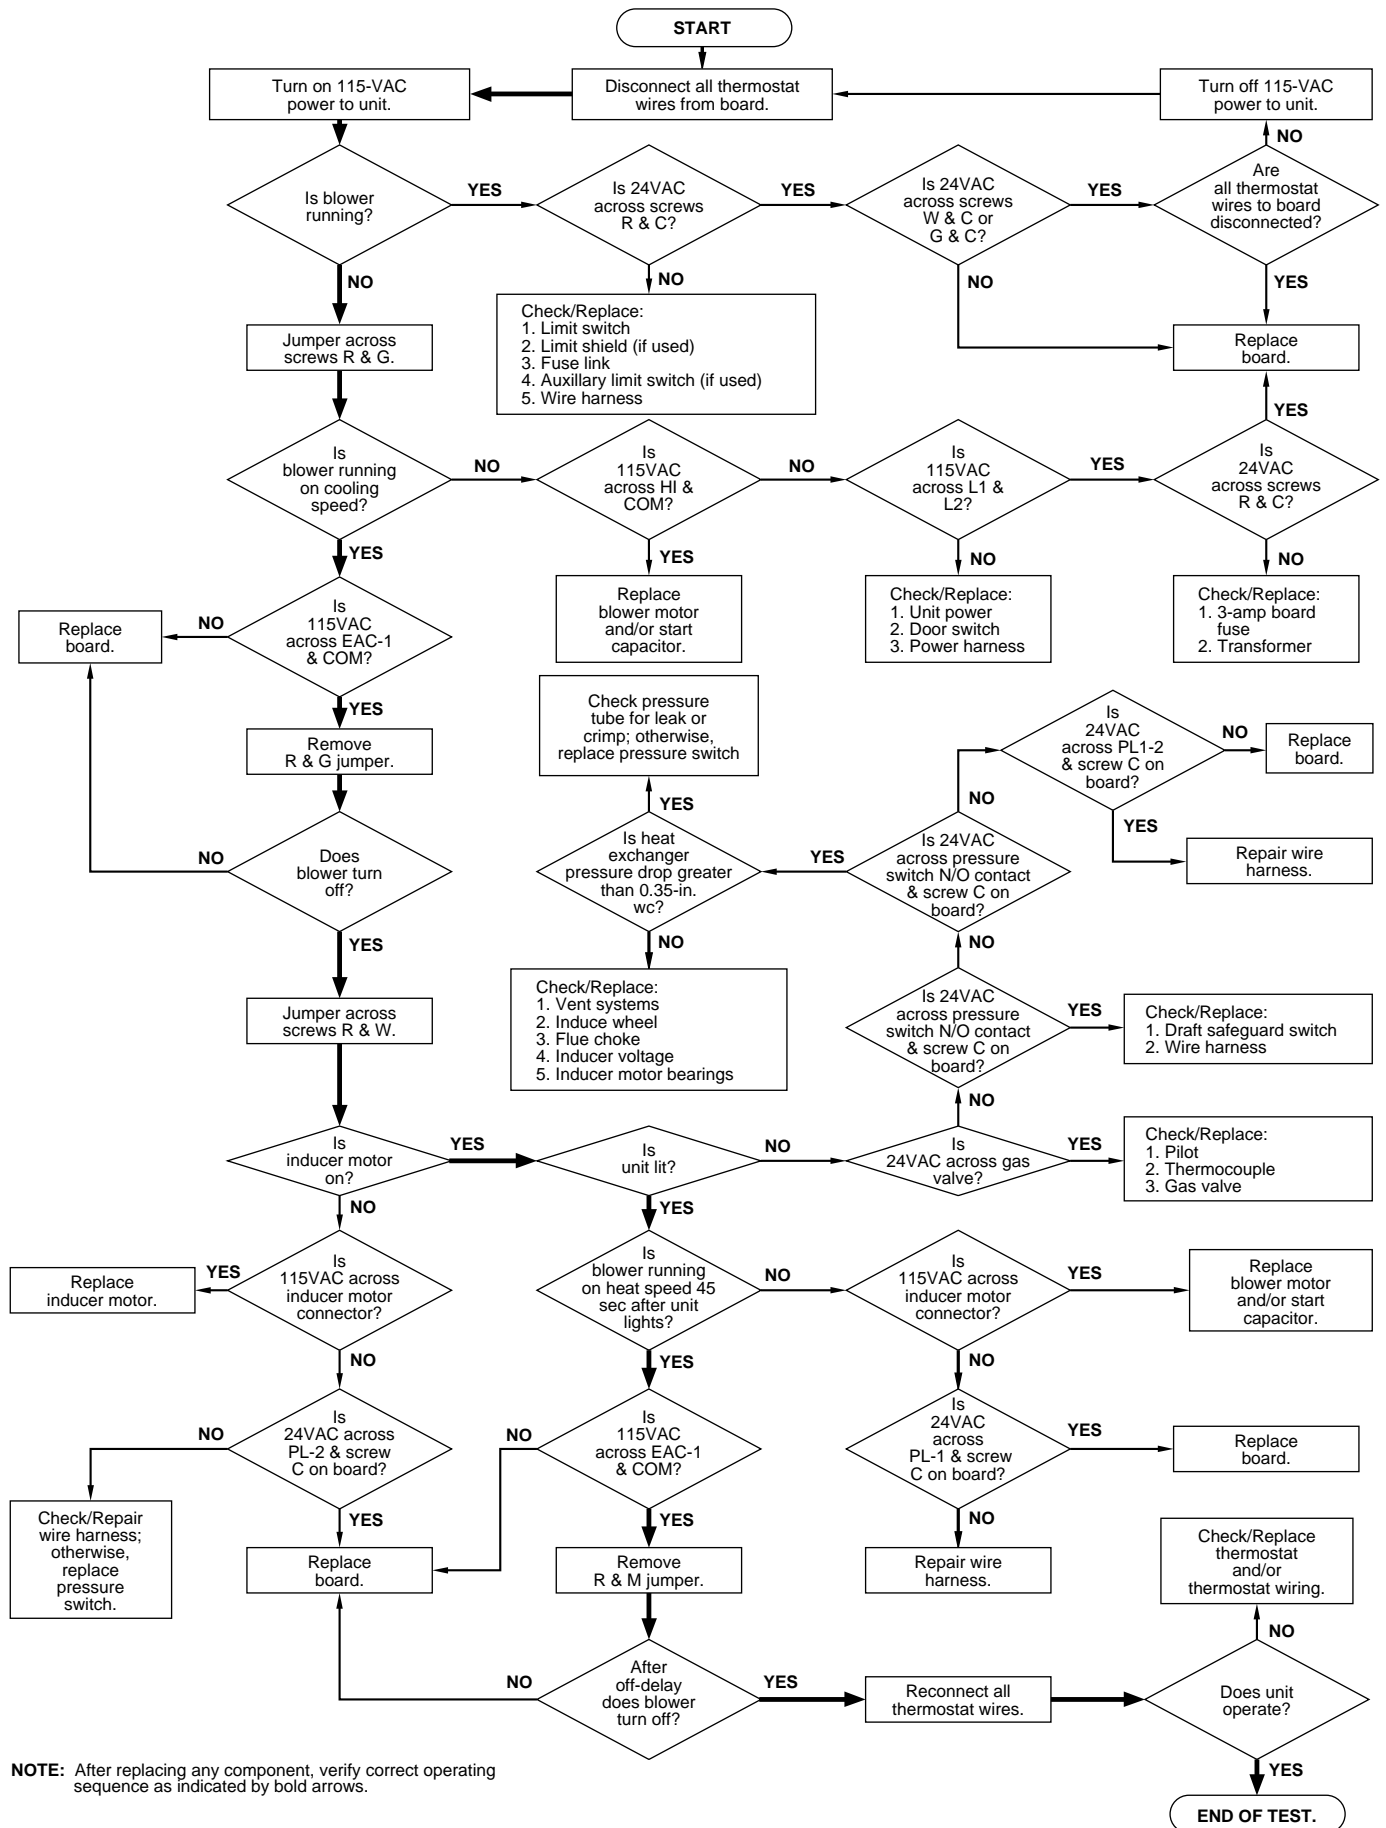 START
Turn on 115-VAC
power to unit.
Disconnect all thermostat
wires from board.
Turn off 115-VAC
power to unit.
NO
Is blower
running?
YES
Is 24VAC
across screws
R & C?
YES
Is 24VAC
across screws
W & C or
G & C?
YES
Are
all thermostat
wires to board
disconnected?
NO
NO
NO
YES
Jumper across
screws R & G.
Check/Replace:
1. Limit switch
2. Limit shield (if used)
3. Fuse link
4. Auxillary limit switch (if used)
5. Wire harness
Replace
board.
YES
Is
blower running
on cooling
speed?
NO
Is
115VAC
across HI &
COM?
NO
Is
115VAC
across L1 &
L2?
YES
Is
24VAC
across screws
R & C?
YES
YES
NO
NO
Replace
board.
NO
Is
115VAC
across EAC-1
& COM?
Replace
blower motor
and/or start
capacitor.
Check/Replace:
1. Unit power
2. Door switch
3. Power harness
Check/Replace:
1. 3-amp board
fuse
2. Transformer
YES
Remove
R & G jumper.
Check pressure
tube for leak or
crimp; otherwise,
replace pressure switch
Is
24VAC
across PL1-2
& screw C on
board?
NO
Replace
board.
YES
NO
YES
NO
Does
blower turn
off?
Is heat
exchanger
pressure drop greater
than 0.35-in.
wc?
YES
Is 24VAC
across pressure
switch N/O contact
& screw C on
board?
Repair wire
harness.
YES
NO
NO
Jumper across
screws R & W.
Check/Replace:
1. Vent systems
2. Induce wheel
3. Flue choke
4. Inducer voltage
5. Inducer motor bearings
Is 24VAC
across pressure
switch N/O contact
& screw C on
board?
YES
Check/Replace:
1. Draft safeguard switch
2. Wire harness
NO
Is
inducer motor
on?
YES
Is
unit lit?
NO
Is
24VAC across gas
valve?
YES
Check/Replace:
1. Pilot
2. Thermocouple
3. Gas valve
NO
YES
Replace
inducer motor.
YES
Is
115VAC across
inducer motor
connector?
Is
blower running
on heat speed 45
sec after unit
lights?
NO
Is
115VAC across
inducer motor
connector?
YES
Replace
blower motor
and/or start
capacitor.
NO
YES
NO
NO
Is
24VAC across
PL-2 & screw
C on board?
NO
Is
115VAC
across EAC-1
& COM?
Is
24VAC
across
PL-1 & screw
C on board?
YES
Replace
board.
Check/Repair
wire harness;
otherwise,
replace
pressure
switch.
YES
YES
NO
Replace
board.
Remove
R & M jumper.
Repair wire
harness.
Check/Replace
thermostat
and/or
thermostat wiring.
NO
NO
After
off-delay
does blower
turn off?
YES
Reconnect all
thermostat wires.
Does unit
operate?
YES
NOTE: After replacing any component, verify correct operating
sequence as indicated by bold arrows.
END OF TEST.